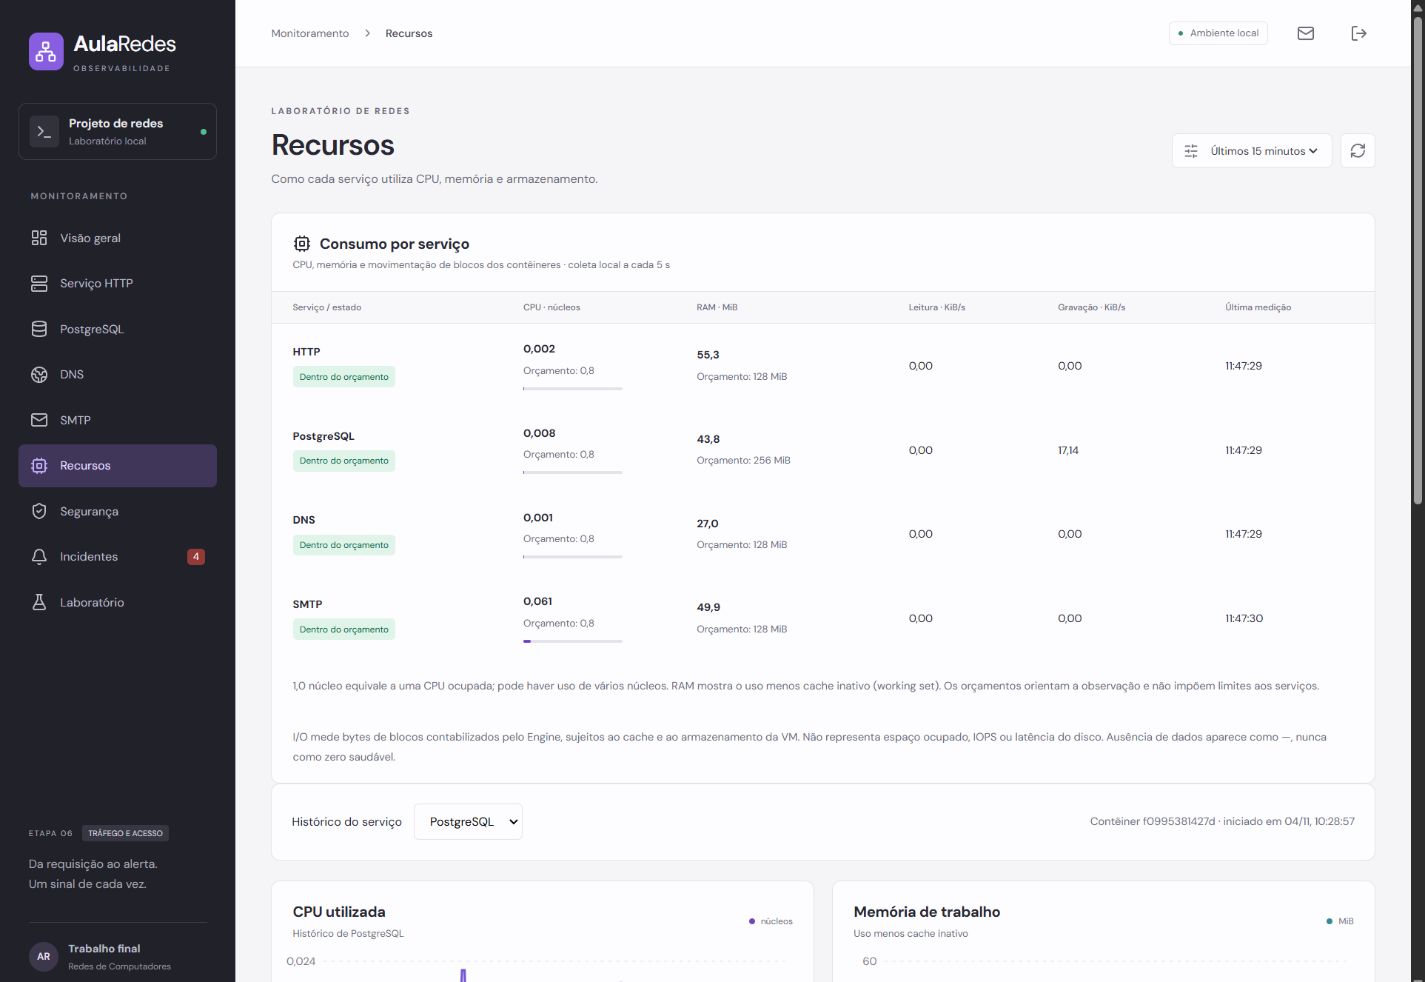 AulaRedes
OBSERVABILIDADE
Projeto de redes
Laboratório local
MONITORAMENTO
Visão geral
Serviço HTTP
PostgreSQL
DNS
SMTP
Recursos
Segurança
Incidentes 4
Laboratório
ETAPA 06 TRÁFEGO E ACESSO
Da requisição ao alerta.
Um sinal de cada vez.
AR
Trabalho final
Redes de Computadores
Monitoramento > Recursos
Ambiente local
LABORATÓRIO DE REDES
Recursos
Como cada serviço utiliza CPU, memória e armazenamento.
Últimos 15 minutos
Consumo por serviço
CPU, memória e movimentação de blocos dos contêineres · coleta local a cada 5 s
Serviço / estado CPU · núcleos RAM · MiB Leitura · KiB/s Gravação · KiB/s Última medição
HTTP 0,002 55,3 0,00 0,00 11:47:29
Dentro do orçamento Orçamento: 0,8 Orçamento: 128 MiB
PostgreSQL 0,008 43,8 0,00 17,14 11:47:29
Dentro do orçamento Orçamento: 0,8 Orçamento: 256 MiB
DNS 0,001 27,0 0,00 0,00 11:47:29
Dentro do orçamento Orçamento: 0,8 Orçamento: 128 MiB
SMTP 0,061 49,9 0,00 0,00 11:47:30
Dentro do orçamento Orçamento: 0,8 Orçamento: 128 MiB
1,0 núcleo equivale a uma CPU ocupada; pode haver uso de vários núcleos. RAM mostra o uso menos cache inativo (working set). Os orçamentos orientam a observação e não impõem limites aos serviços.
I/O mede bytes de blocos contabilizados pelo Engine, sujeitos ao cache e ao armazenamento da VM. Não representa espaço ocupado, IOPS ou latência do disco. Ausência de dados aparece como —, nunca
como zero saudável.
Histórico do serviço PostgreSQL Contêiner f0995381427d · iniciado em 04/11, 10:28:57
CPU utilizada
Histórico de PostgreSQL
núcleos
0,024
Memória de trabalho
Uso menos cache inativo
MiB
60